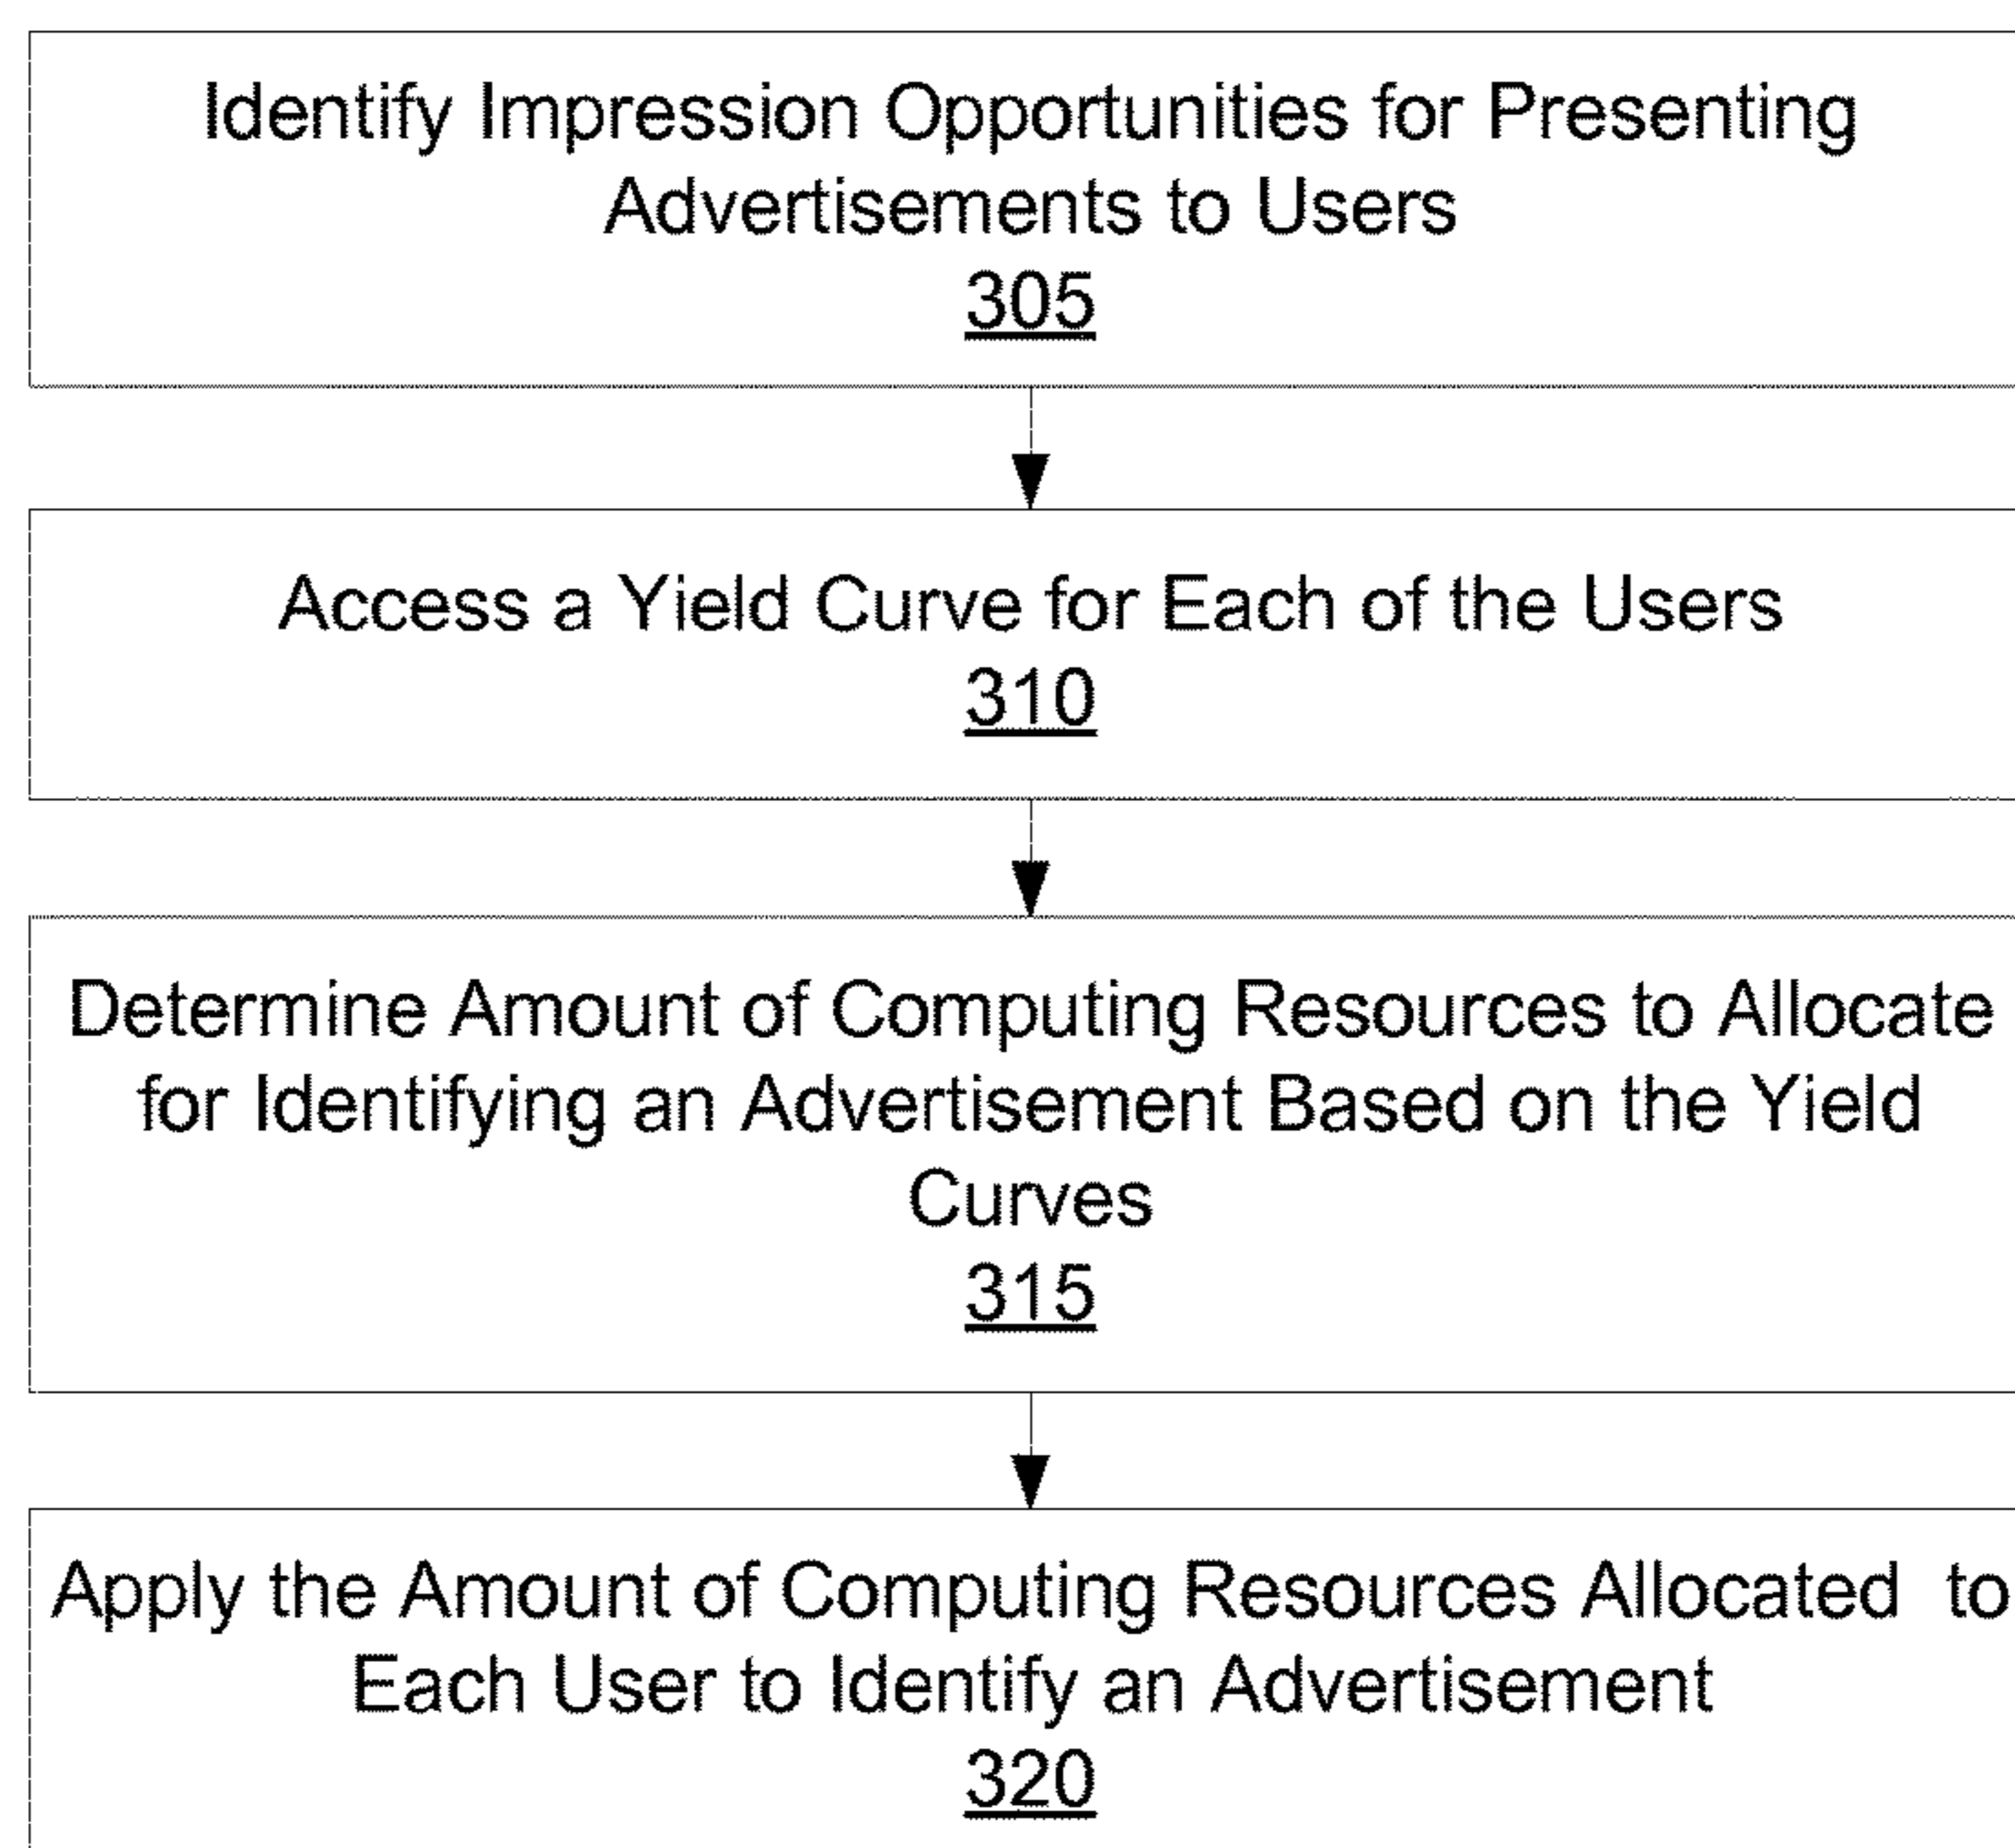 Identify Impression Opportunities for Presenting
Advertisements to Users
305
Access a Yield Curve for Each of the Users
310
Determine Amount of Computing Resources to Allocate
for Identifying an Advertisement Based on the Yield
Curves
315
Apply the Amount of Computing Resources Allocated to
Each User to Identify an Advertisement
320